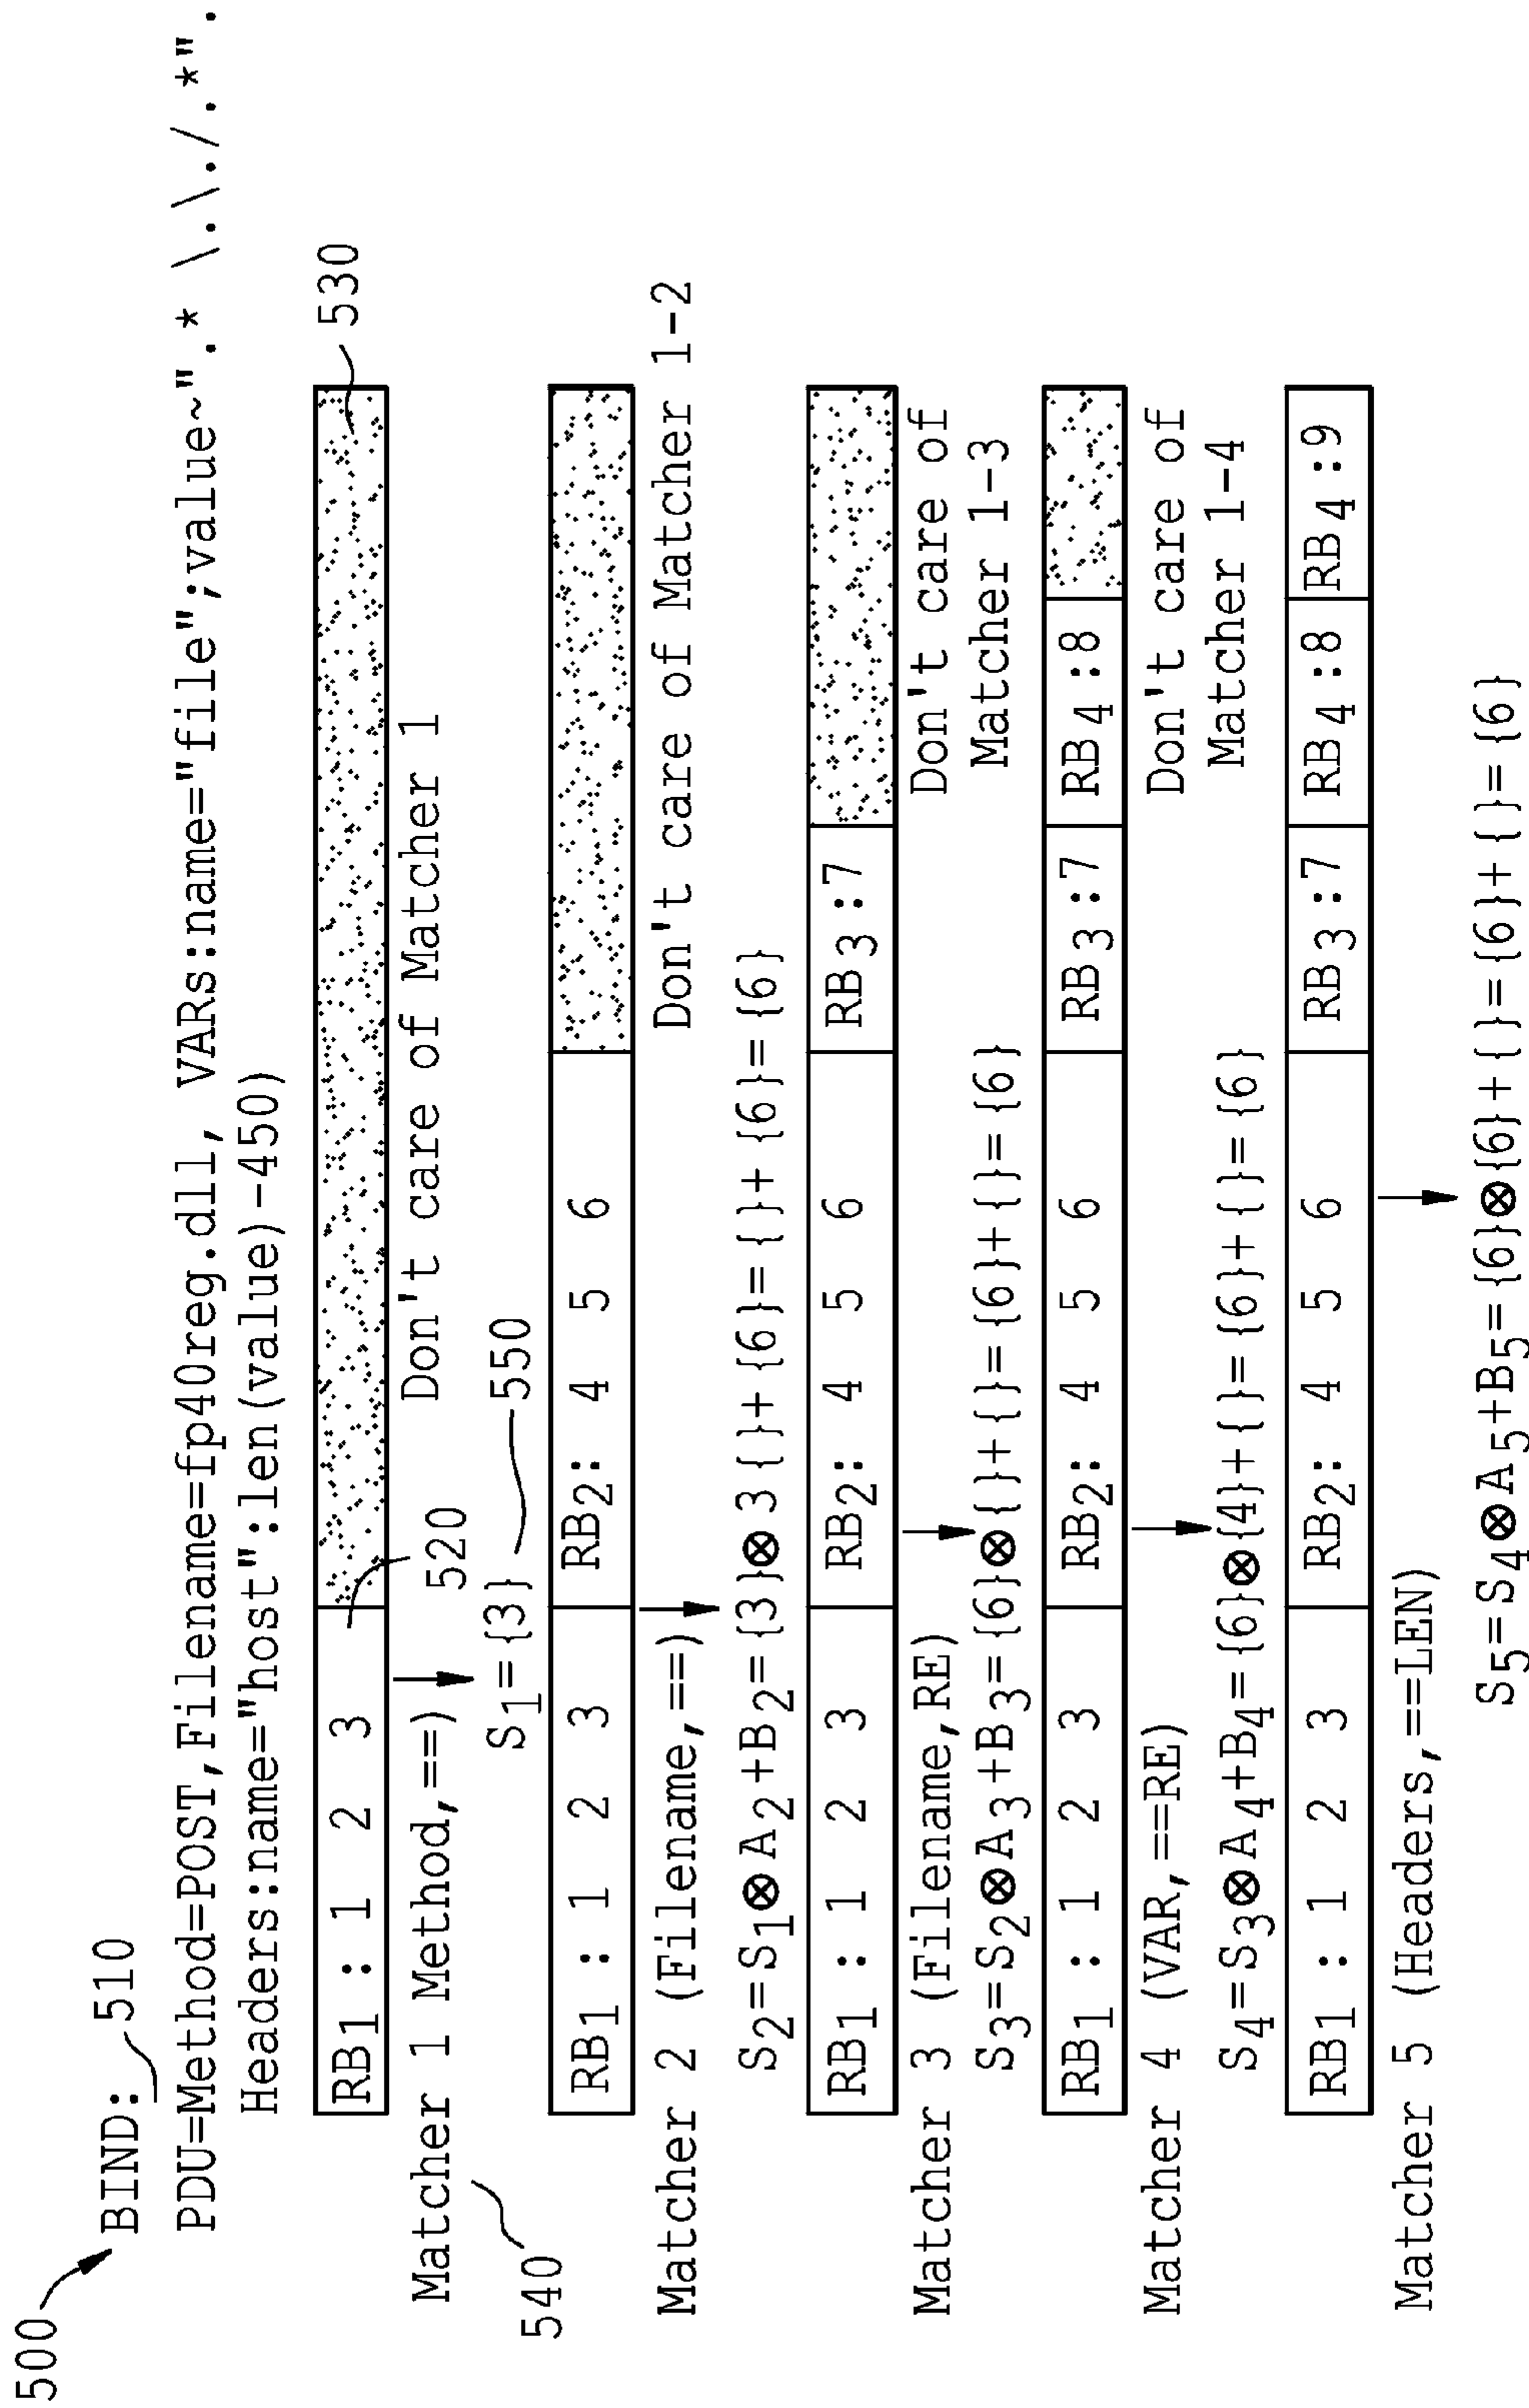 500
BIND: 510
PDU=Method=POST,Filename=fp40reg.dll, VARs:name="file";value~".* \.\./.*".
Headers:name="host":len(value)-450)
RB1: 1 2 3
530
520
Matcher 1 Method,==)
Don't care of Matcher 1
540
S1={3}
550
RB1: 1 2 3 RB2: 4 5 6
Matcher 2 (Filename,==)
Don't care of Matcher 1-2
S2=S1⊗A2+B2={3}⊗3{}+{6}={}+{6}={6}
RB1: 1 2 3 RB2: 4 5 6 RB3:7
Matcher 3 (Filename,RE)
Don't care of
Matcher 1-3
S3=S2⊗A3+B3={6}⊗{}+{}={6}+{}={6}
RB1: 1 2 3 RB2: 4 5 6 RB3:7 RB4:8
Matcher 4 (VAR,==RE)
Don't care of
Matcher 1-4
S4=S3⊗A4+B4={6}⊗{4}+{}={6}+{}={6}
RB1: 1 2 3 RB2: 4 5 6 RB3:7 RB4:8 RB4:9
Matcher 5 (Headers,==LEN)
S5=S4⊗A5+B5={6}⊗{6}+{}={6}+{}={6}